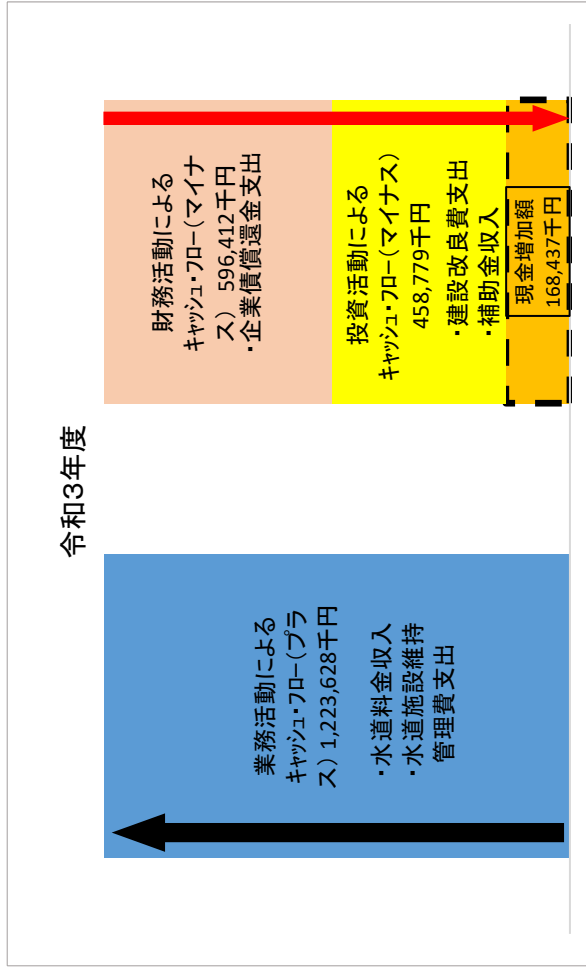 令和3年度
業務活動による
キャッシュ・フロー(プラ
ス) 1,223,628千円
・水道料金収入
・水道施設維持
管理費支出
財務活動による
キャッシュ・フロー(マイナ
ス) 596,412千円
・企業債償還金支出
投資活動による
キャッシュ・フロー(マイナス)
458,779千円
・建設改良費支出
・補助金収入
現金増加額
168,437千円